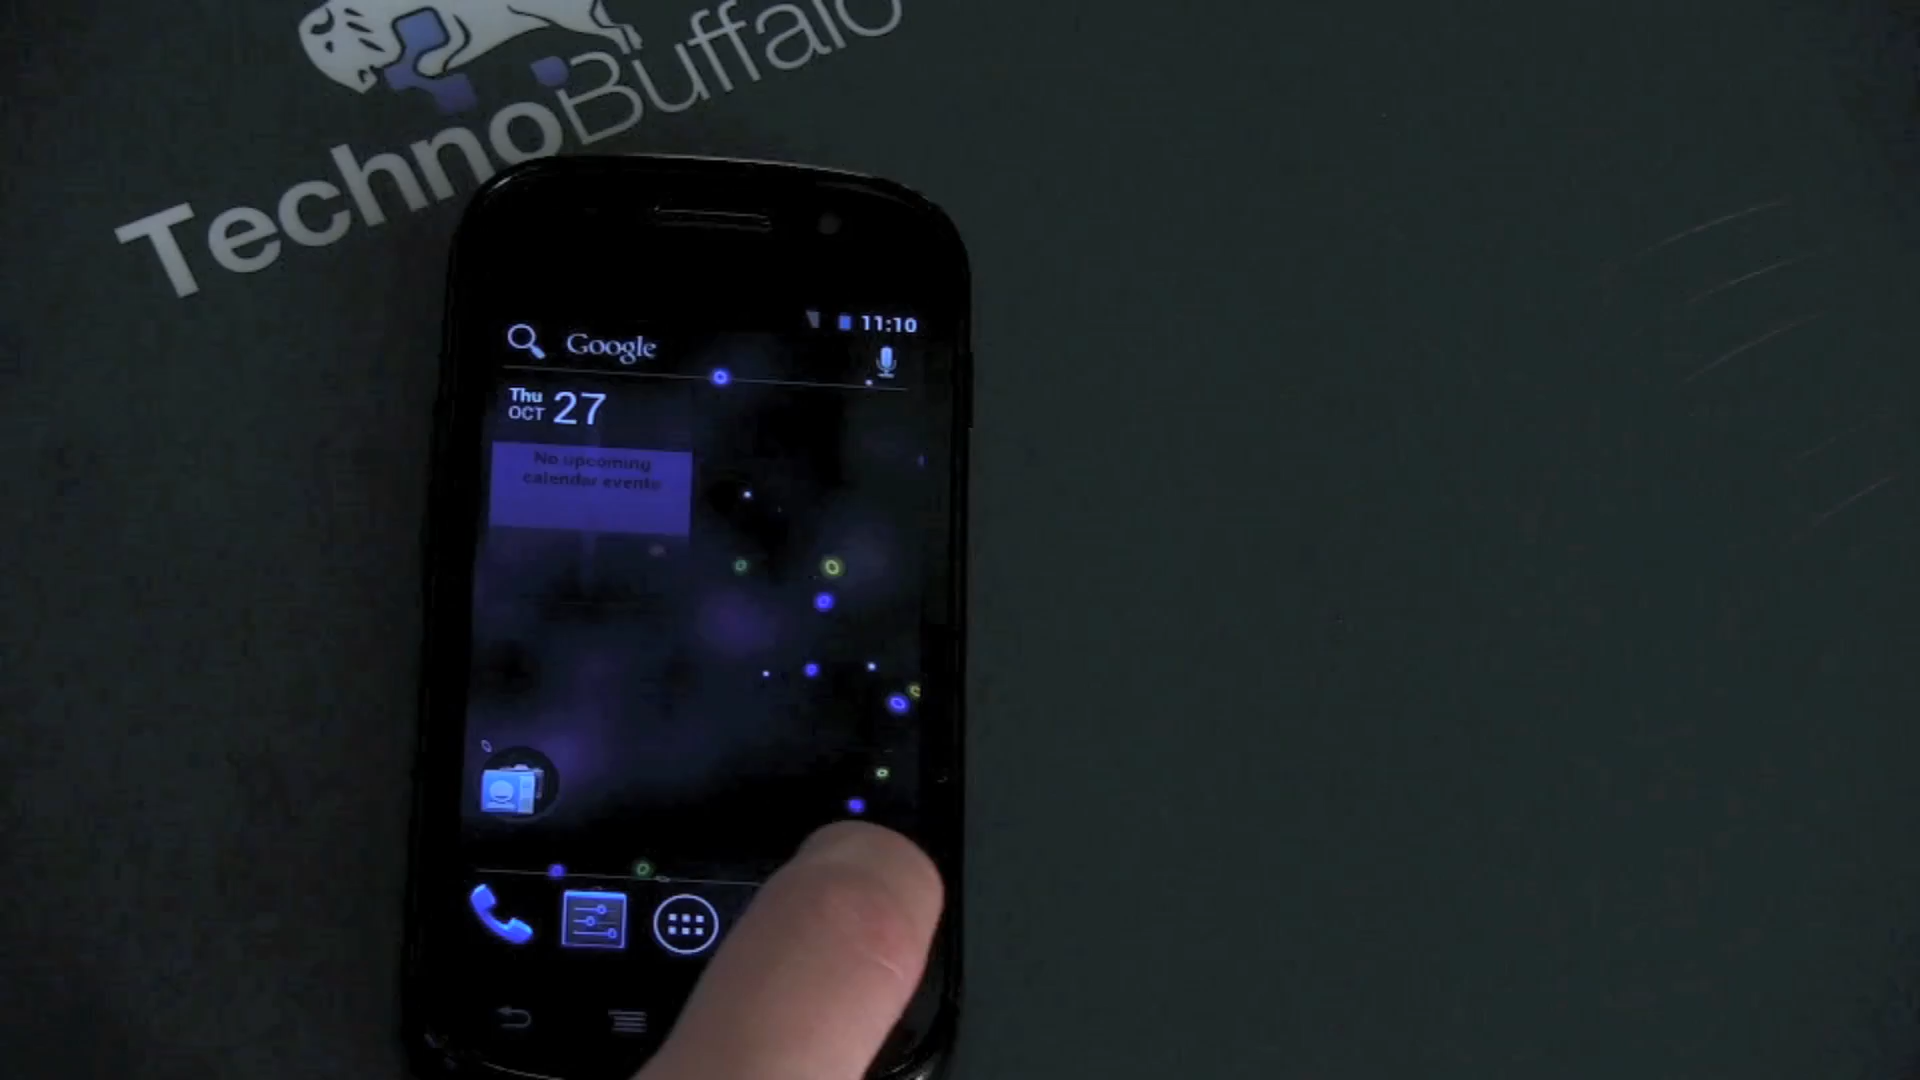 TechnoBuffalo
11:10
Google
Thu
OCT 27
No upcoming
calendar events